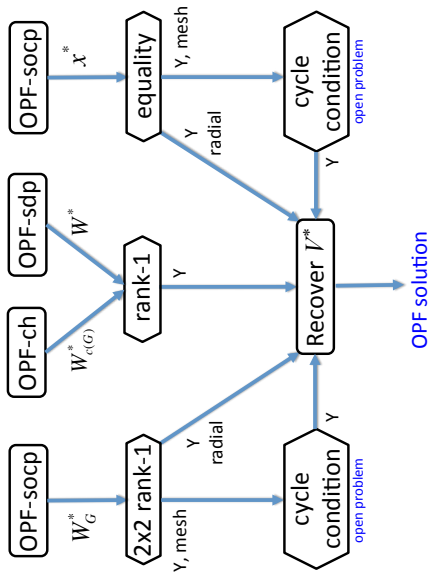 OPF-socp
OPF-ch
OPF-sdp
OPF-socp
W*_G
W*_{c(G)}
W*
x*
2x2 rank-1
rank-1
equality
Y, mesh
Y
radial
Y
Y
radial
Y, mesh
cycle
condition
open problem
Y
Recover V*
Y
cycle
condition
open problem
OPF solution